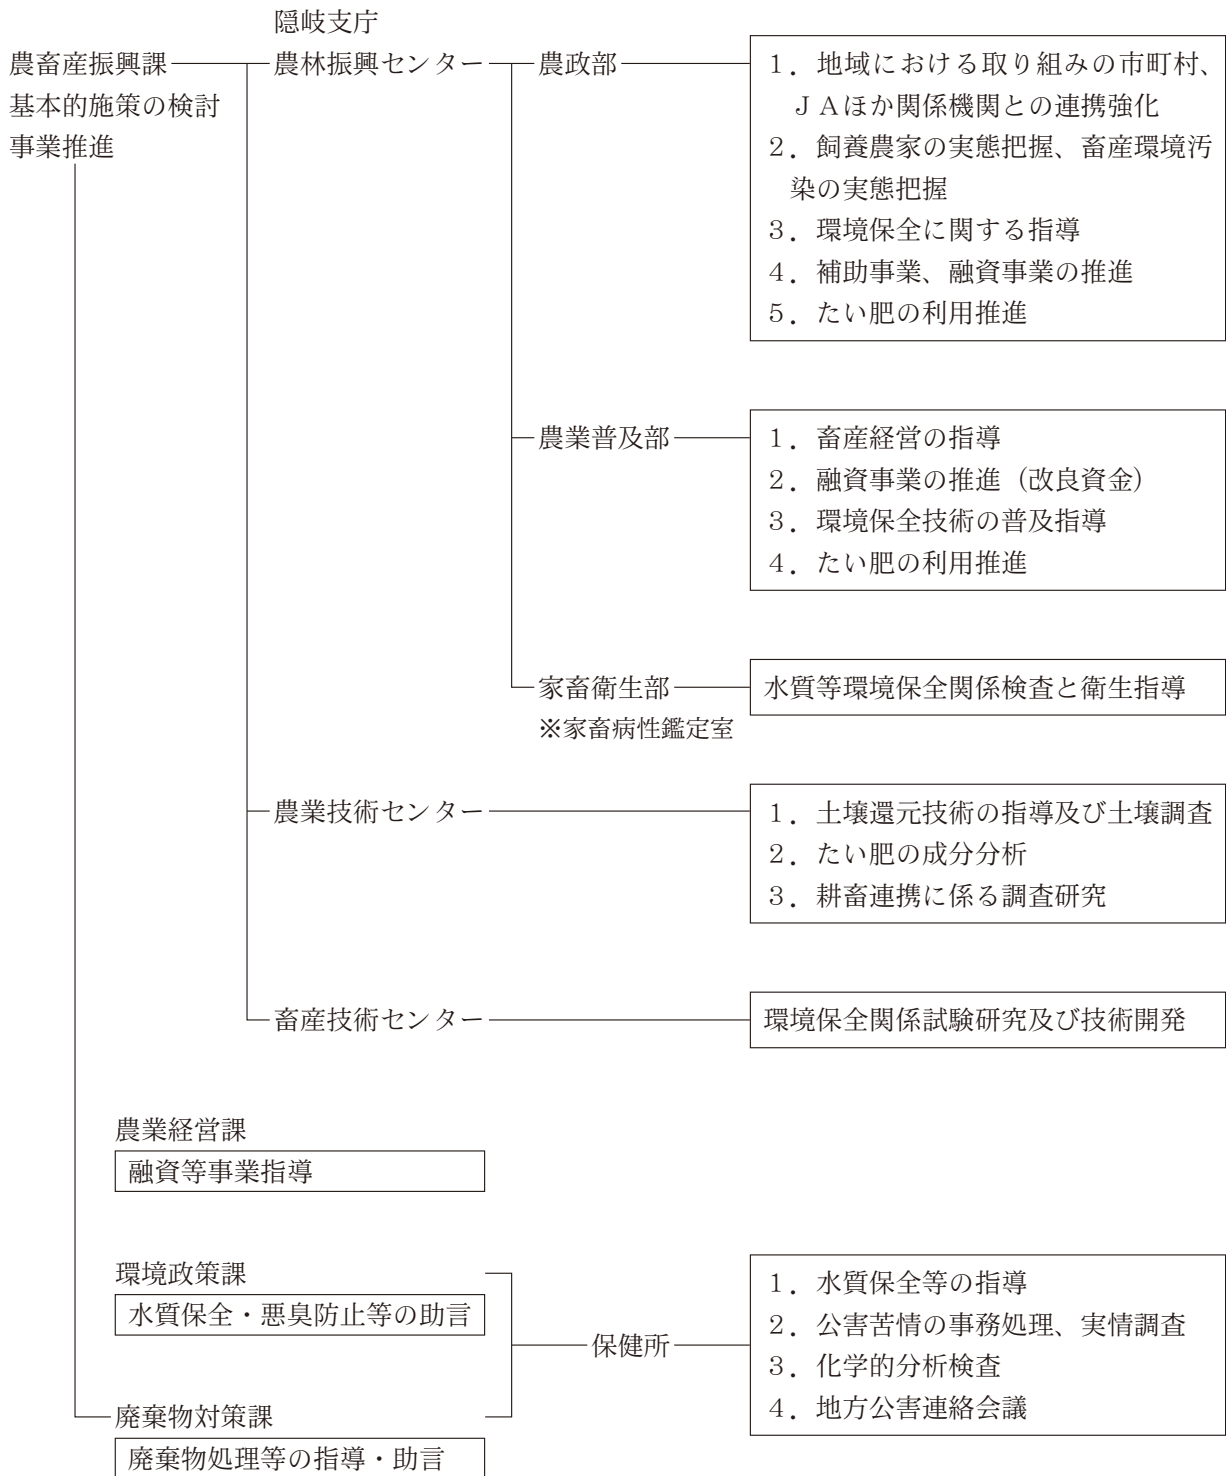 隠岐支庁
農畜産振興課
基本的施策の検討
事業推進
農林振興センター
農政部
１．地域における取り組みの市町村、
ＪＡほか関係機関との連携強化
２．飼養農家の実態把握、畜産環境汚
染の実態把握
３．環境保全に関する指導
４．補助事業、融資事業の推進
５．たい肥の利用推進
農業普及部
１．畜産経営の指導
２．融資事業の推進（改良資金）
３．環境保全技術の普及指導
４．たい肥の利用推進
家畜衛生部
※家畜病性鑑定室
水質等環境保全関係検査と衛生指導
農業技術センター
１．土壌還元技術の指導及び土壌調査
２．たい肥の成分分析
３．耕畜連携に係る調査研究
畜産技術センター
環境保全関係試験研究及び技術開発
農業経営課
融資等事業指導
環境政策課
水質保全・悪臭防止等の助言
廃棄物対策課
廃棄物処理等の指導・助言
保健所
１．水質保全等の指導
２．公害苦情の事務処理、実情調査
３．化学的分析検査
４．地方公害連絡会議